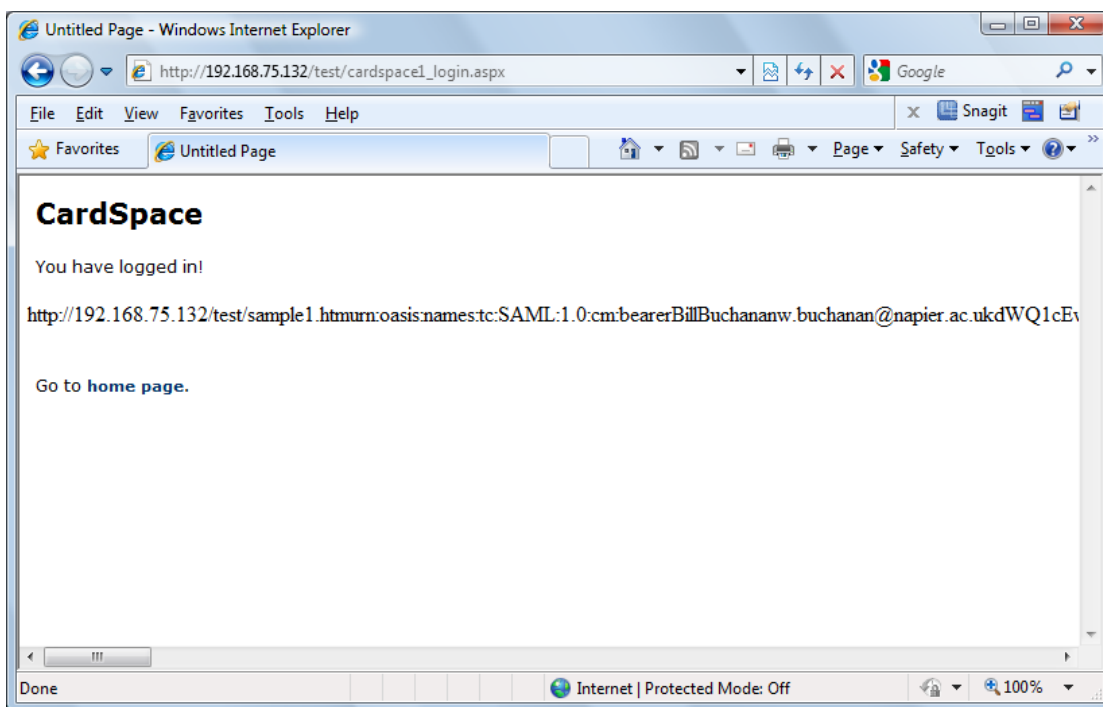 Untitled Page - Windows Internet Explorer
http://192.168.75.132/test/cardspace1_login.aspx
Google
File Edit View Favorites Tools Help
x Snagit
Favorites Untitled Page Page Safety Tools
CardSpace
You have logged in!
http://192.168.75.132/test/sample1.htmurn:oasis:names:tc:SAML:1.0:cm:bearerBillBuchananw.buchanan@napier.ac.ukdWQ1cEv
Go to home page.
Done Internet | Protected Mode: Off 100%